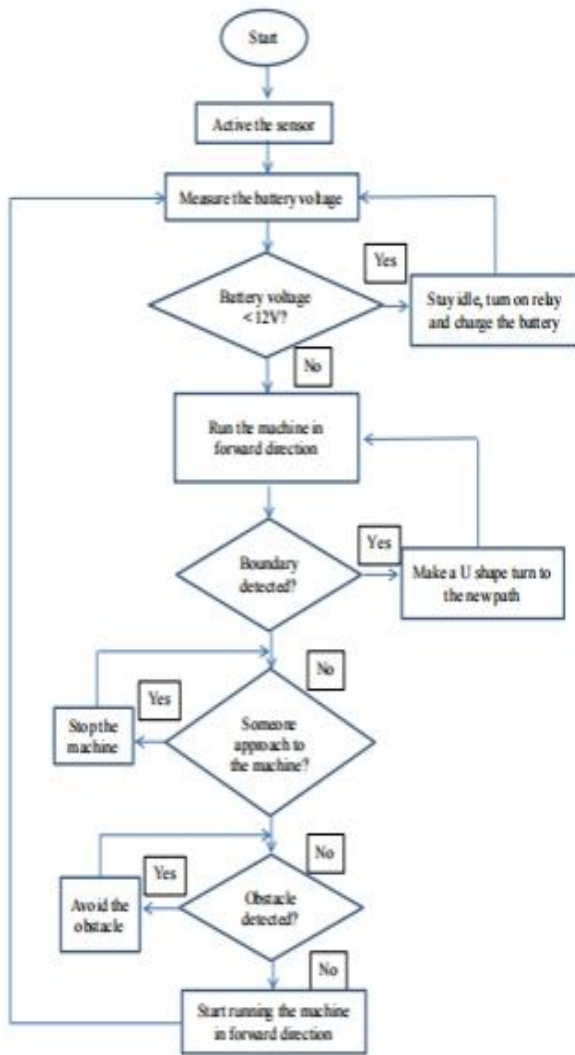 Start
Active the sensor
Measure the battery voltage
Yes
Battery voltage
< 12V?
Stay idle, turn on relay
and charge the battery
No
Run the machine in
forward direction
Yes
Boundary
detected?
Make a U shape turn to
the new path
No
Yes
Stop the
machine
Someone
approach to
the machine?
No
Yes
Avoid the
obstacle
Obstacle
detected?
No
Start running the machine
in forward direction